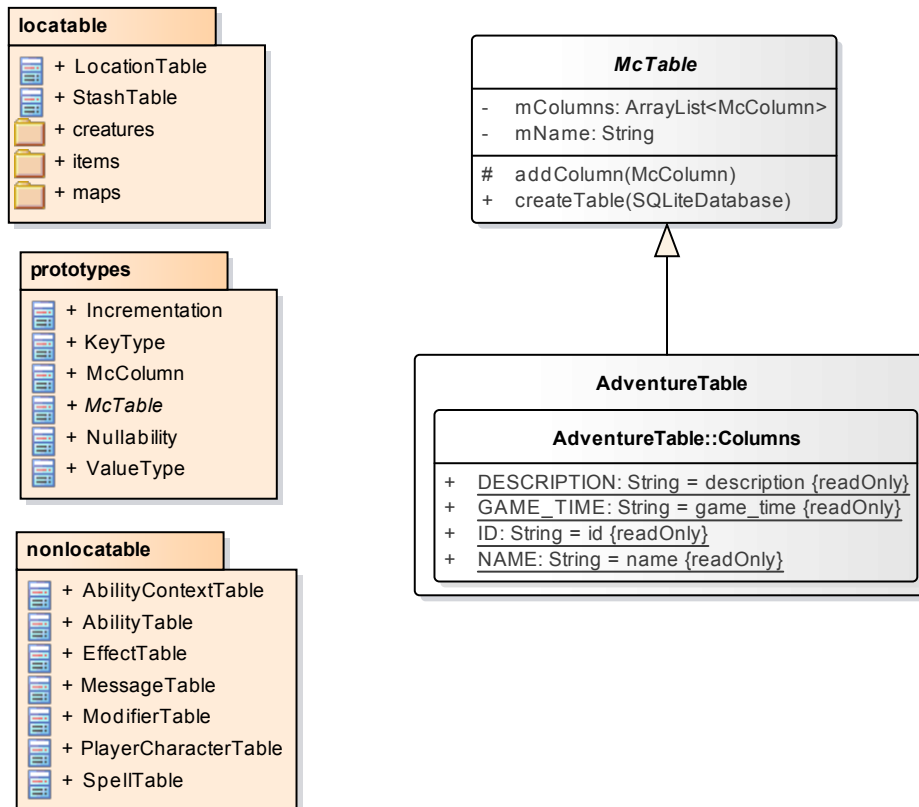 locatable
+ LocationTable
+ StashTable
+ creatures
+ items
+ maps
prototypes
+ Incrementation
+ KeyType
+ McColumn
+ McTable
+ Nullability
+ ValueType
nonlocatable
+ AbilityContextTable
+ AbilityTable
+ EffectTable
+ MessageTable
+ ModifierTable
+ PlayerCharacterTable
+ SpellTable
McTable
- mColumns: ArrayList<McColumn>
- mName: String
# addColumn(McColumn)
+ createTable(SQLiteDatabase)
AdventureTable
AdventureTable::Columns
+ DESCRIPTION: String = description {readOnly}
+ GAME_TIME: String = game_time {readOnly}
+ ID: String = id {readOnly}
+ NAME: String = name {readOnly}